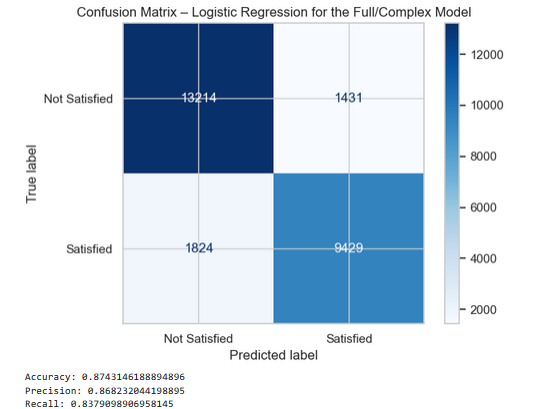 Confusion Matrix – Logistic Regression for the Full/Complex Model
12000
Not Satisfied
13214
1431
10000
8000
True label
6000
Satisfied
1824
9429
4000
2000
Not Satisfied
Satisfied
Predicted label
Accuracy: 0.8743146188894896
Precision: 0.868232044198895
Recall: 0.8379098906958145